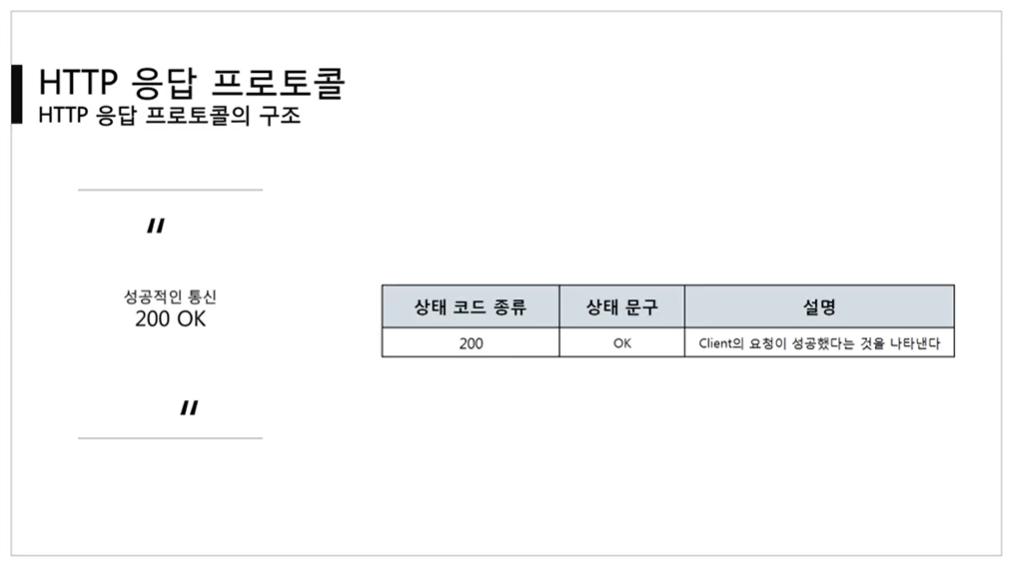 HTTP 응답 프로토콜
HTTP 응답 프로토콜의 구조
"
성공적인 통신
200 OK
"
상태 코드 종류 상태 문구 설명
200 OK Client의 요청이 성공했다는 것을 나타낸다